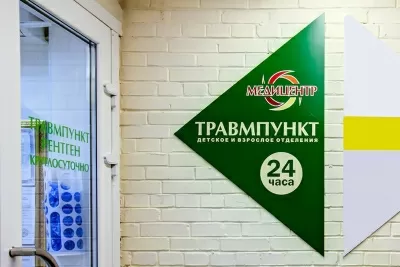 ТРАВМПУНКТ
РЕНТГЕН
КРУГЛОСУТОЧНО
МЕДИЦЕНТР
ТРАВМПУНКТ
ДЕТСКОЕ И ВЗРОСЛОЕ ОТДЕЛЕНИЯ
24
часа